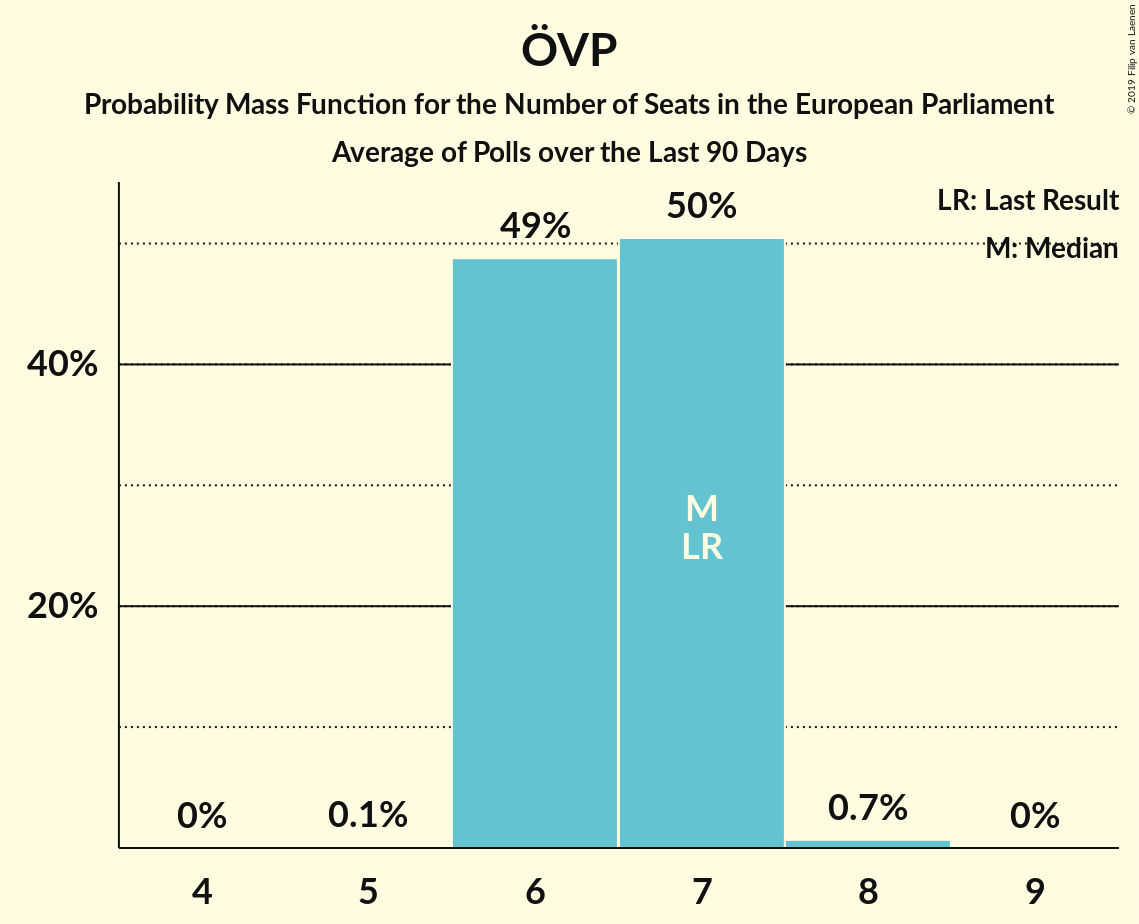 ÖVP
Probability Mass Function for the Number of Seats in the European Parliament
Average of Polls over the Last 90 Days
© 2019 Filip van Laenen
LR: Last Result
M: Median
49%
50%
40%
M
LR
20%
0%
0.1%
0.7%
0%
4
5
6
7
8
9